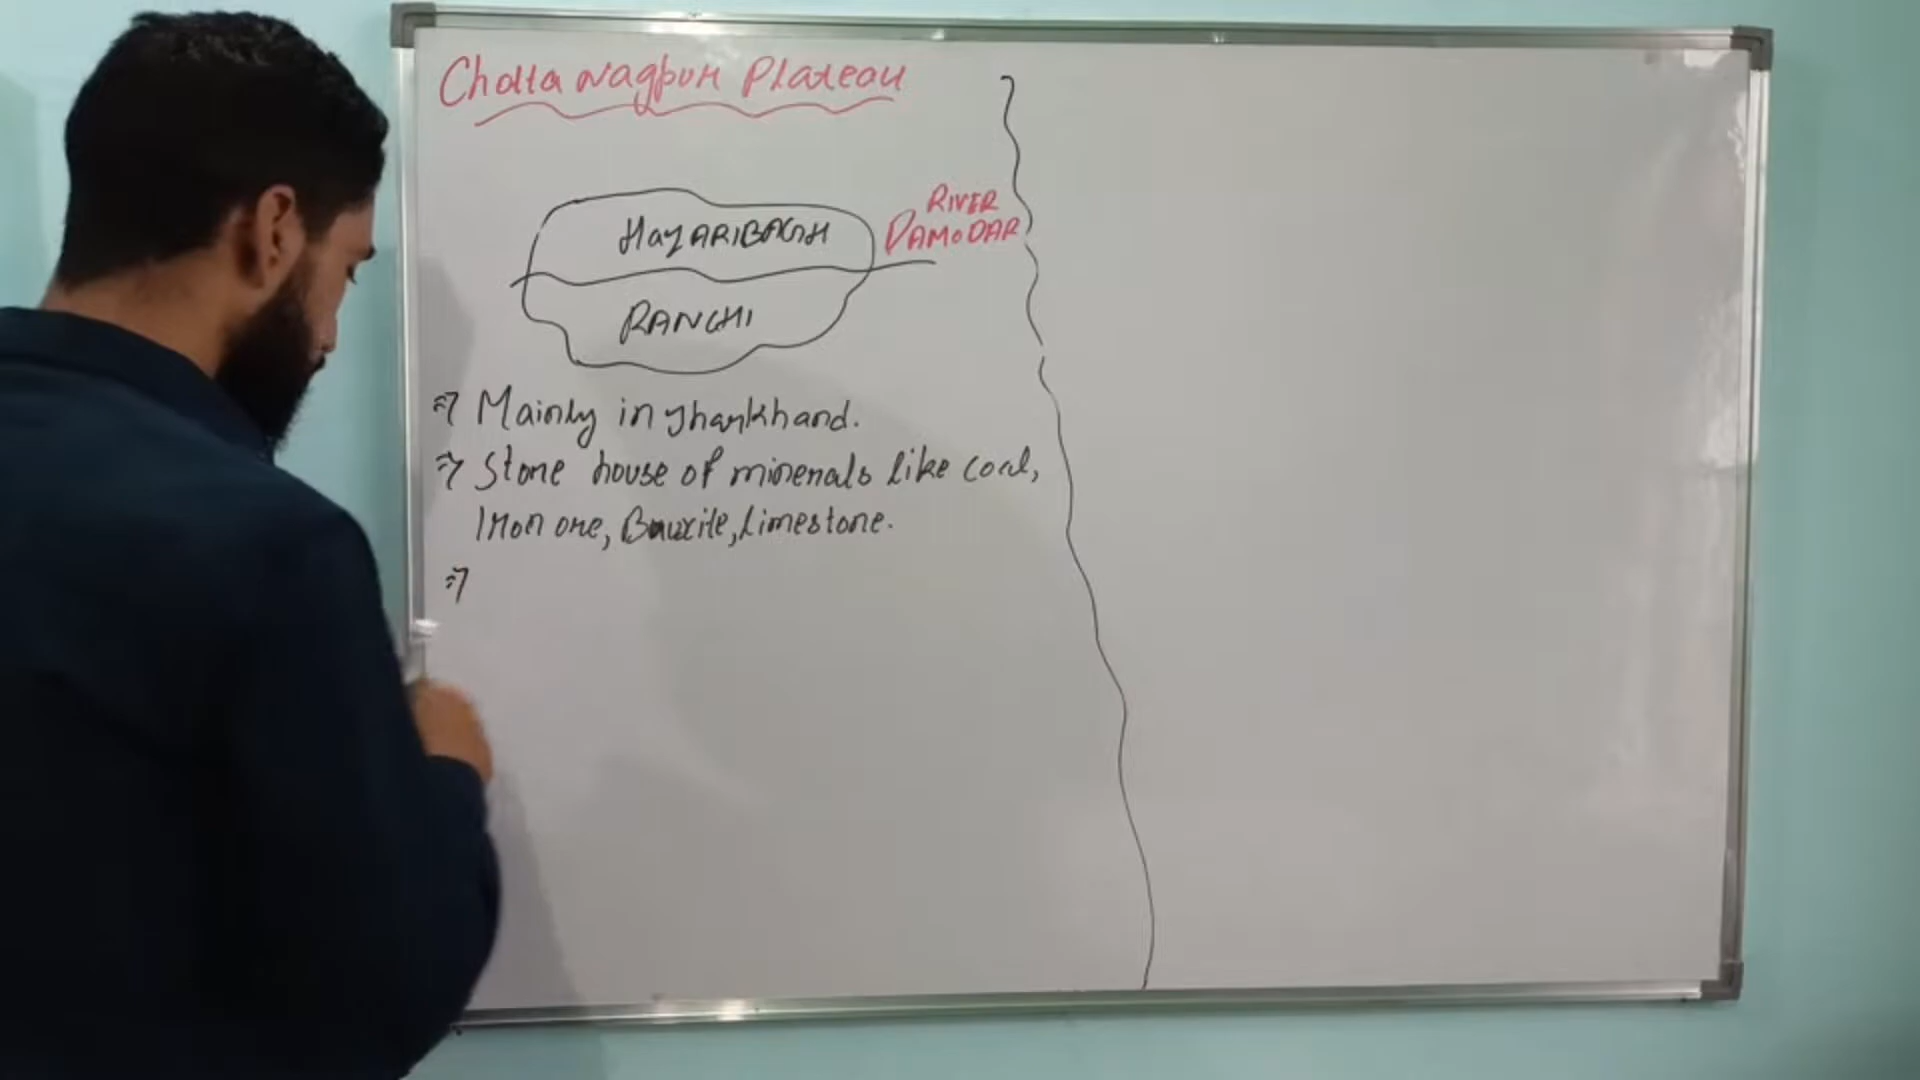 Chotta Nagpur Plateau
RIVER
DAMODAR
HazARIBAGH
RANCHI
⇒ Mainly in Jharkhand.
⇒ Store house of minerals like coal,
Iron ore, Bauxite, limestone.
⇒